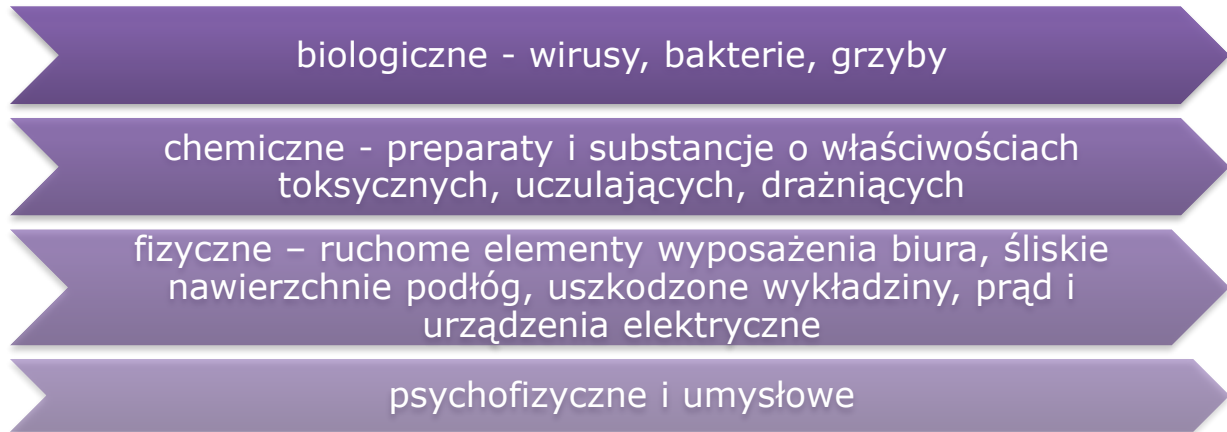 biologiczne - wirusy, bakterie, grzyby
chemiczne - preparaty i substancje o właściwościach
toksycznych, uczulających, drażniących
fizyczne – ruchome elementy wyposażenia biura, śliskie
nawierzchnie podłóg, uszkodzone wykładziny, prąd i
urządzenia elektryczne
psychofizyczne i umysłowe